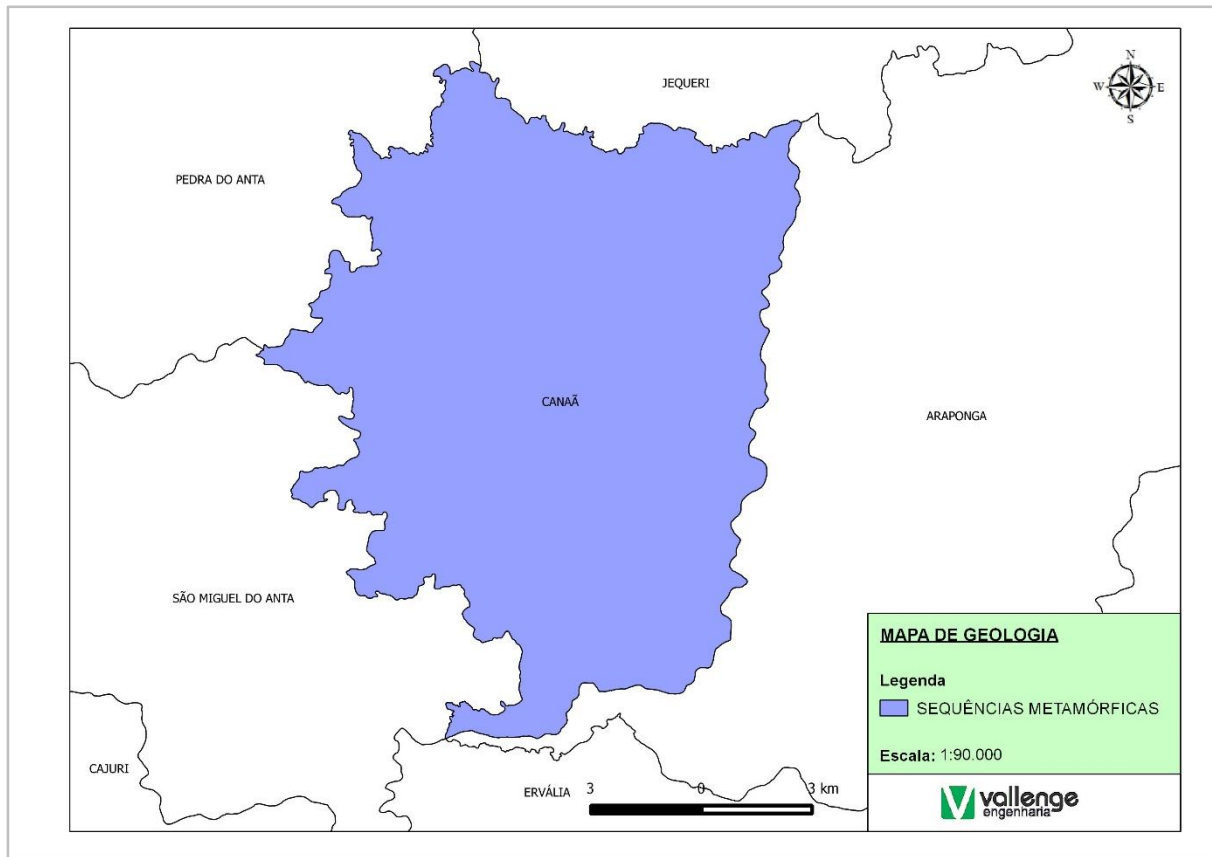 JEQUERI
N
W E
S
PEDRA DO ANTA
CANAÃ
ARAPONGA
SÃO MIGUEL DO ANTA
CAJURI
ERVÁLIA
3 0 3 km
MAPA DE GEOLOGIA
Legenda
SEQUÊNCIAS METAMÓRFICAS
Escala: 1:90.000
vallenge
engenharia